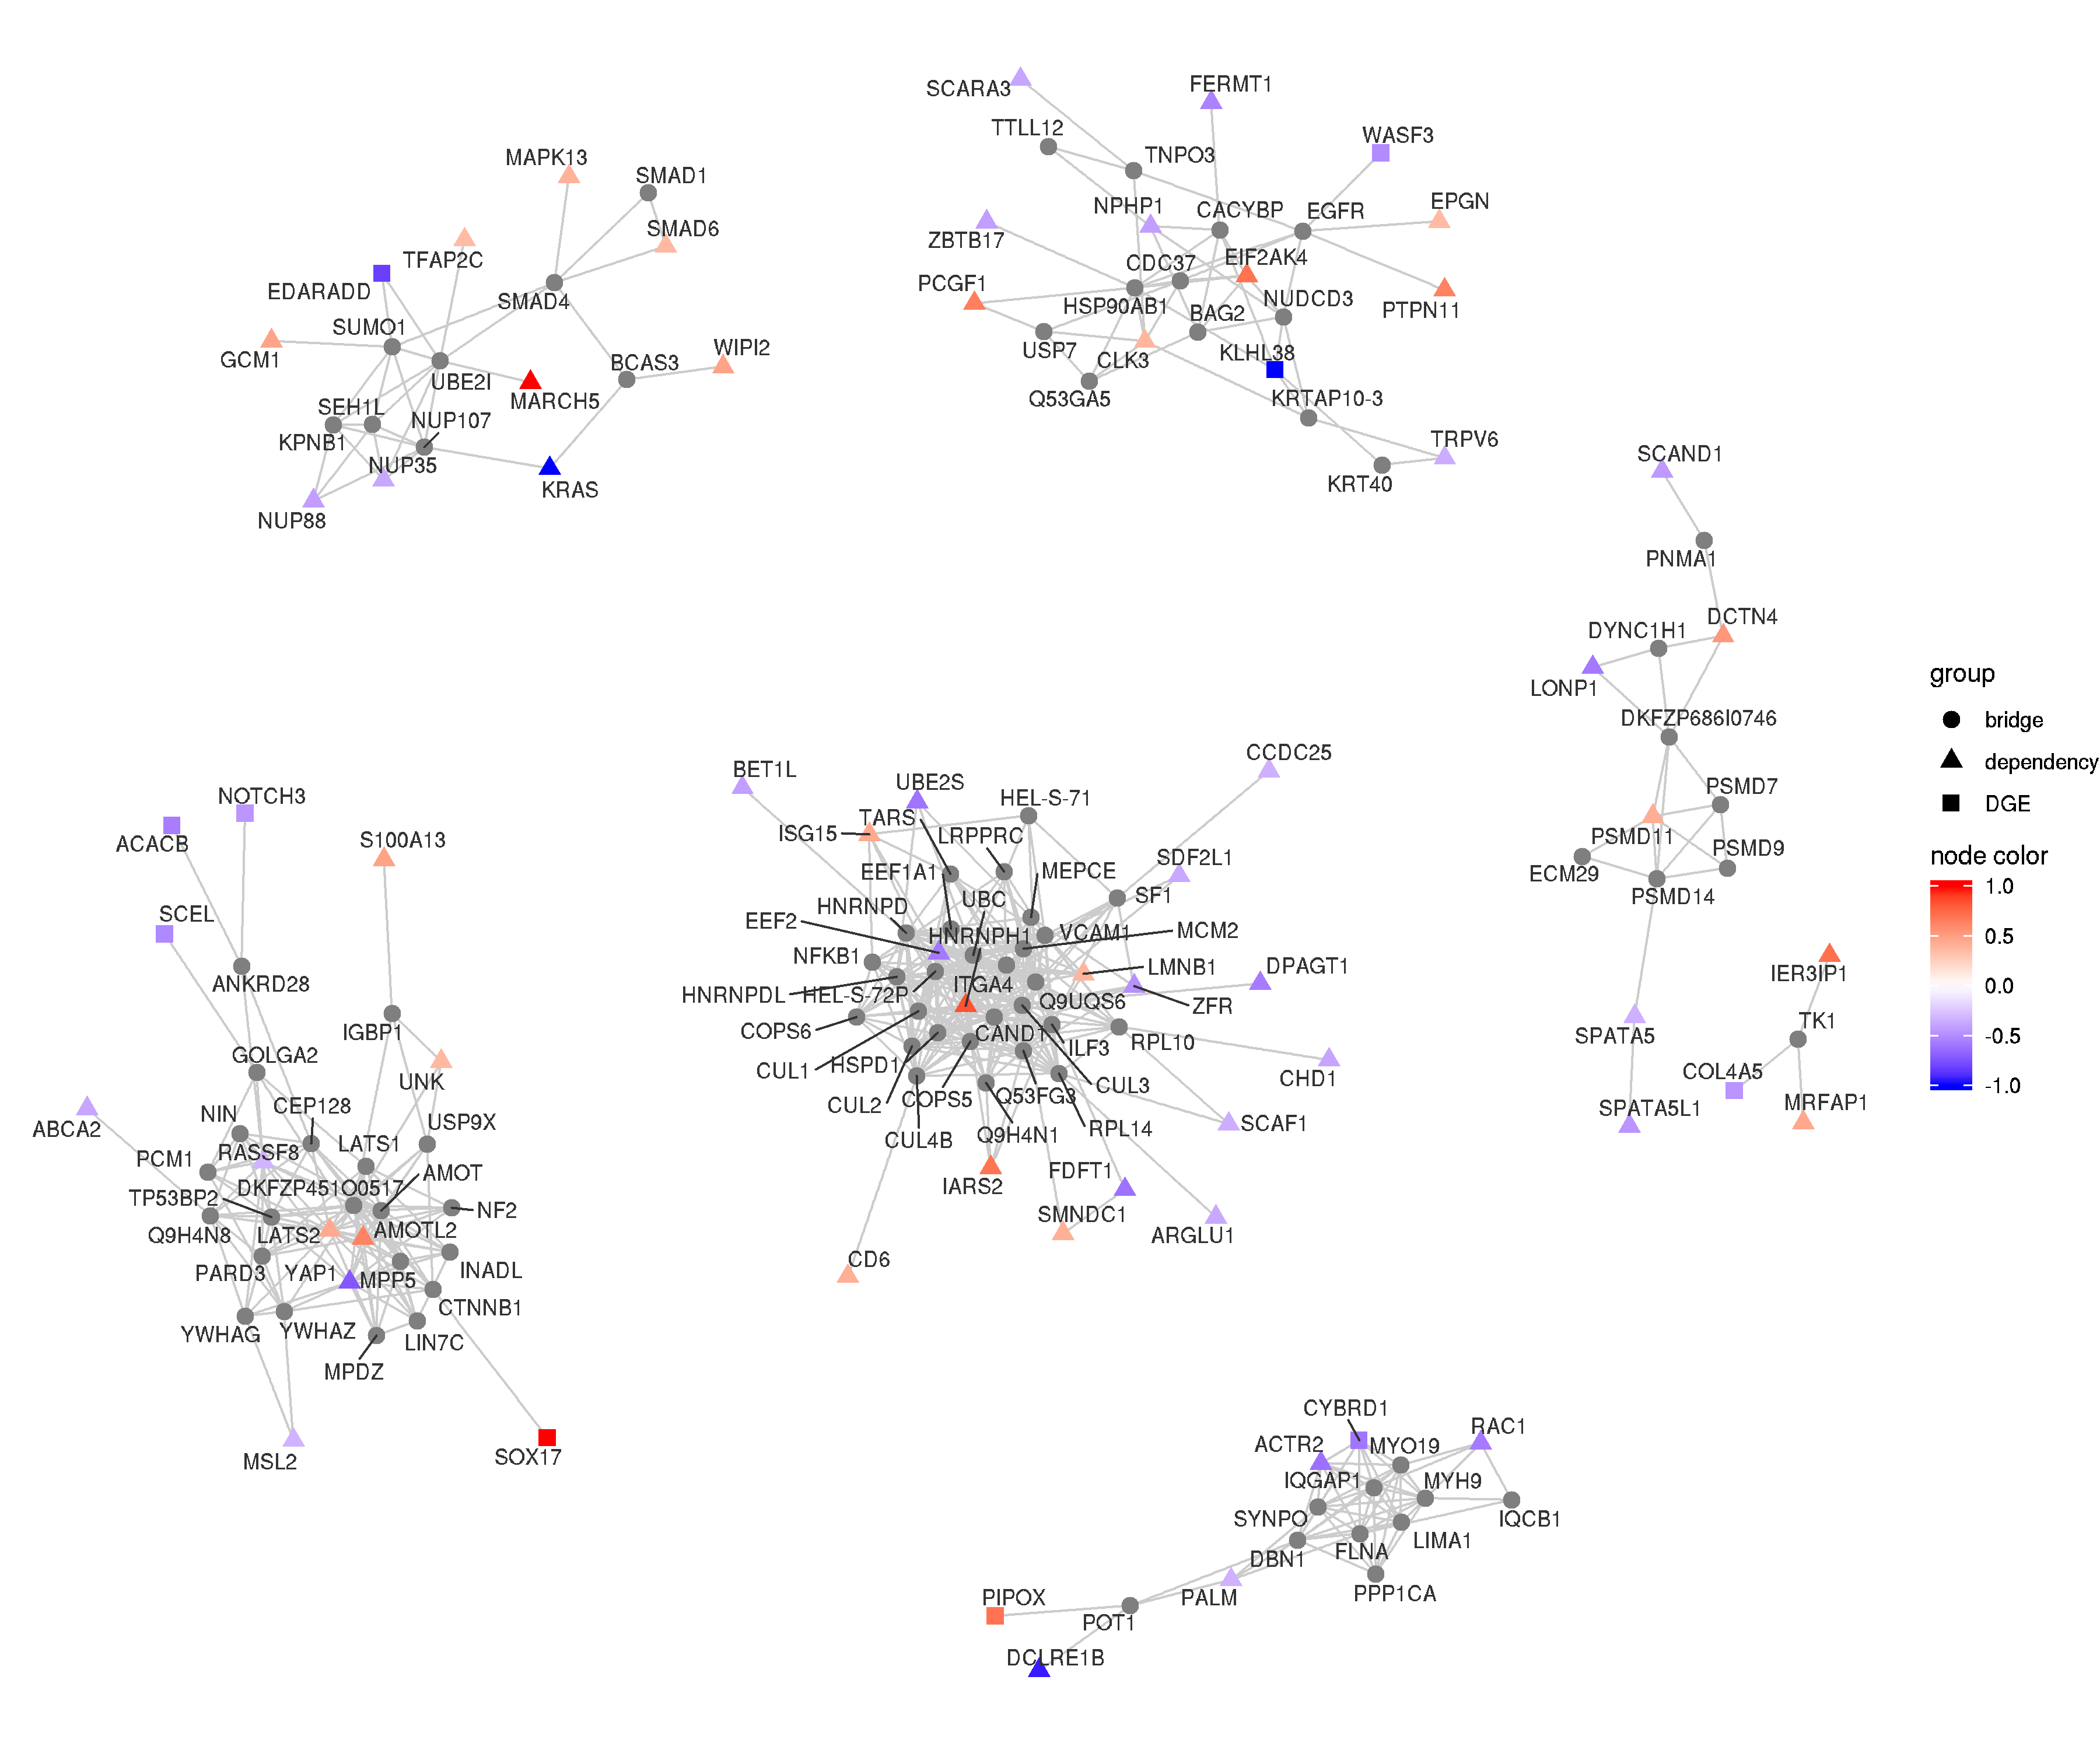 SCARA3
FERMT1
TTLL12
WASF3
TNPO3
MAPK13
SMAD1
NPHP1
CACYBP
EGFR
EPGN
SMAD6
ZBTB17
TFAP2C
CDC37
EIF2AK4
EDARADD
SMAD4
PCGF1
HSP90AB1
NUDCD3
PTPN11
SUMO1
BAG2
GCM1
BCAS3
WIPI2
USP7
CLK3
KLHL38
UBE2I
MARCH5
Q53GA5
KRTAP10-3
SEH1L
NUP107
KPNB1
NUP35
TRPV6
KRAS
KRT40
NUP88
SCAND1
PNMA1
DCTN4
DYNC1H1
LONP1
DKFZP686I0746
PSMD7
PSMD11
PSMD9
ECM29
PSMD14
SPATA5
SPATA5L1
IER3IP1
TK1
COL4A5
MRFAP1
group
bridge
dependency
DGE
node color
1.0
0.5
0.0
-0.5
-1.0
NOTCH3
ACACB
S100A13
SCEL
ANKRD28
IGBP1
GOLGA2
UNK
ABCA2
NIN
CEP128
USP9X
PCM1
RASSF8
LATS1
AMOT
TP53BP2
DKFZP451O0517
NF2
Q9H4N8
LATS2
AMOTL2
PARD3
YAP1
MPP5
INADL
CTNNB1
YWHAG
YWHAZ
LIN7C
MPDZ
MSL2
SOX17
BET1L
UBE2S
CCDC25
HEL-S-71
TARS
ISG15
LRPPRC
SDF2L1
EEF1A1
MEPCE
UBC
SF1
HNRNPD
EEF2
HNRNPH1
VCAM1
MCM2
NFKB1
LMNB1
DPAGT1
HNRNPDL
HEL-S-72P
ITGA4
Q9UQS6
ZFR
COPS6
CAND1
ILF3
RPL10
CUL1
HSPD1
CUL3
CHD1
CUL2
COPS5
Q53FG3
SCAF1
CUL4B
Q9H4N1
RPL14
IARS2
FDFT1
SMNDC1
ARGLU1
CD6
CYBRD1
RAC1
ACTR2
MYO19
IQGAP1
MYH9
SYNPO
IQCB1
LIMA1
DBN1
FLNA
PIPOX
PALM
PPP1CA
POT1
DCLRE1B